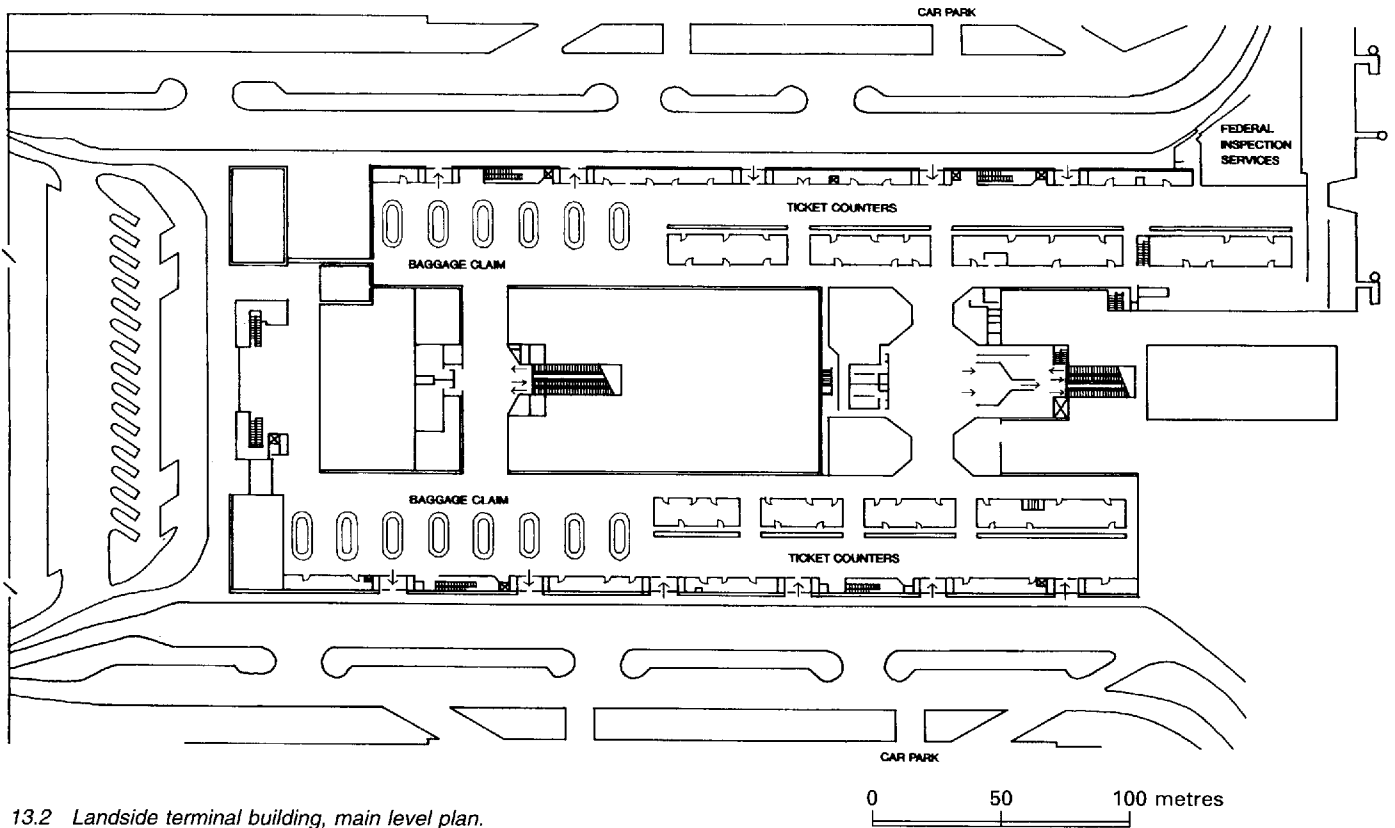 CAR PARK
FEDERAL
INSPECTION
SERVICES
TICKET COUNTERS
BAGGAGE CLAIM
BAGGAGE CLAIM
TICKET COUNTERS
CAR PARK
0 50 100 metres
13.2 Landside terminal building, main level plan.